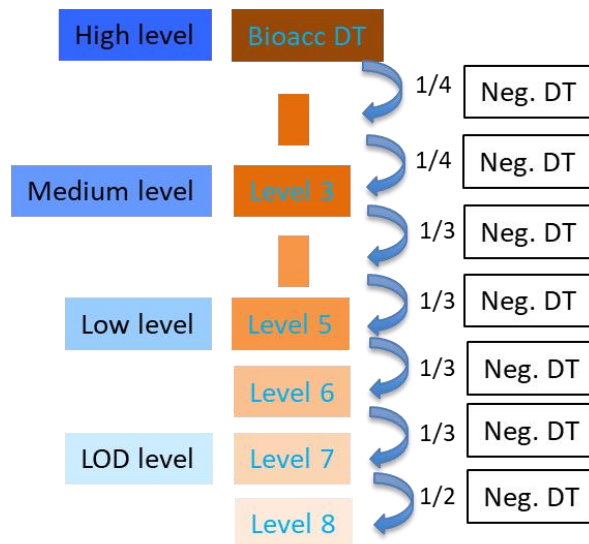 High level Bioacc DT
1/4 Neg. DT
1/4 Neg. DT
Medium level Level 3
1/3 Neg. DT
1/3 Neg. DT
Low level Level 5
1/3 Neg. DT
Level 6
1/3 Neg. DT
LOD level Level 7
1/2 Neg. DT
Level 8